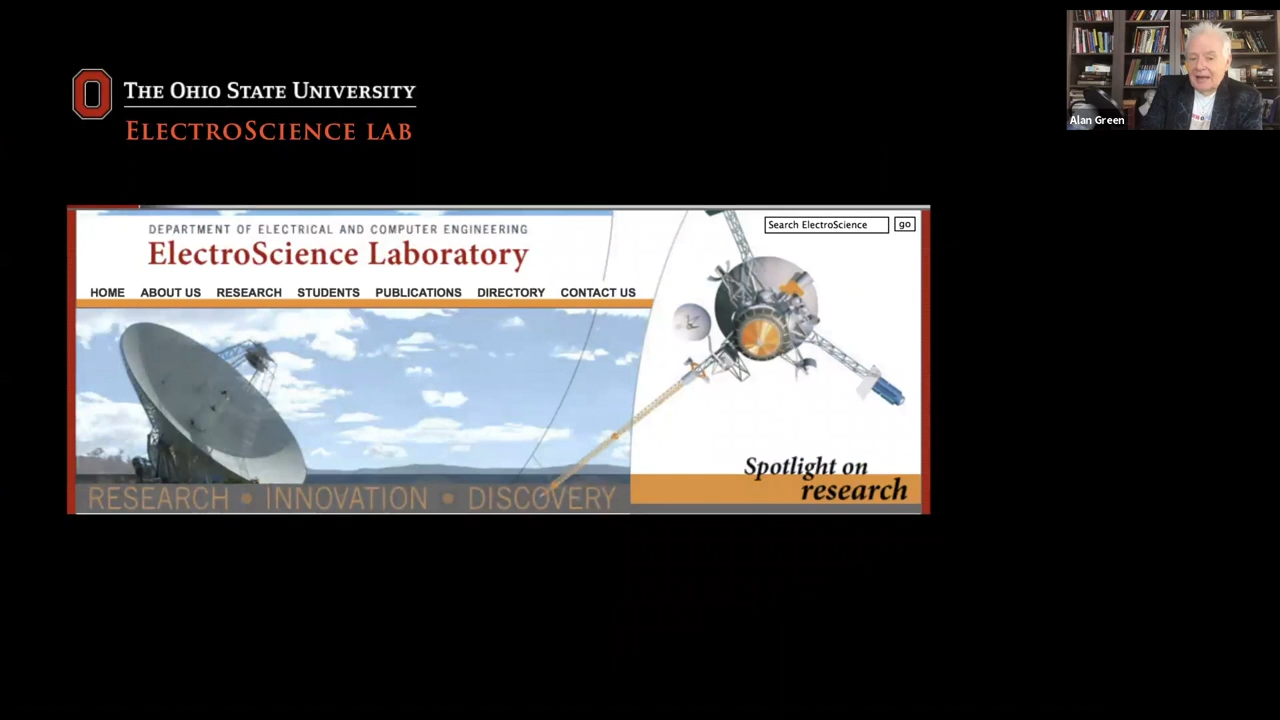 THE OHIO STATE UNIVERSITY
ELECTROSCIENCE LAB
Alan Green
DEPARTMENT OF ELECTRICAL AND COMPUTER ENGINEERING
ElectroScience Laboratory
Search ElectroScience go
HOME ABOUT US RESEARCH STUDENTS PUBLICATIONS DIRECTORY CONTACT US
Spotlight on
research
RESEARCH • INNOVATION • DISCOVERY